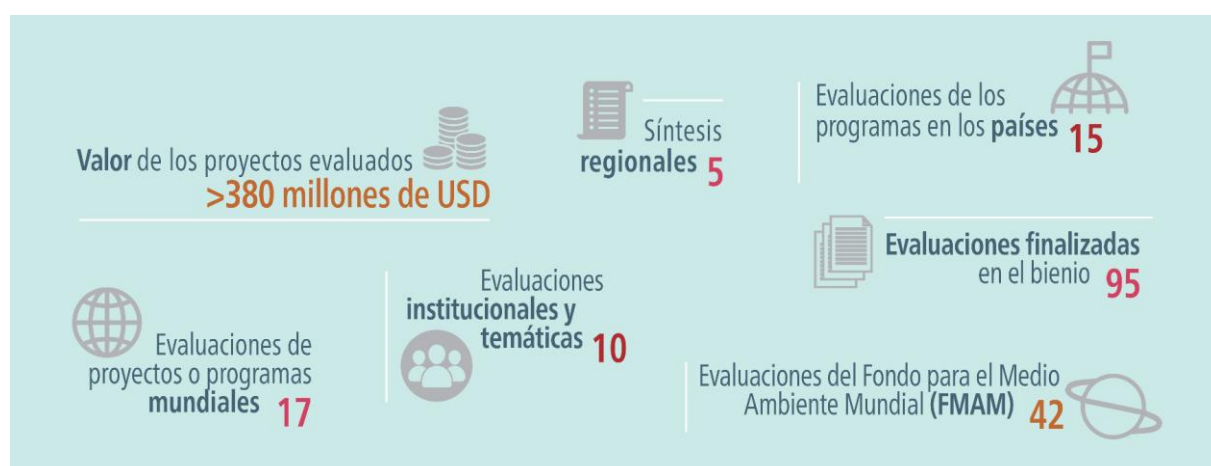 Valor de los proyectos evaluados
>380 millones de USD
Síntesis
regionales 5
Evaluaciones de los
programas en los países 15
Evaluaciones finalizadas
en el bienio 95
Evaluaciones de
proyectos o programas
mundiales 17
Evaluaciones
institucionales y
temáticas 10
Evaluaciones del Fondo para el Medio
Ambiente Mundial (FMAM) 42